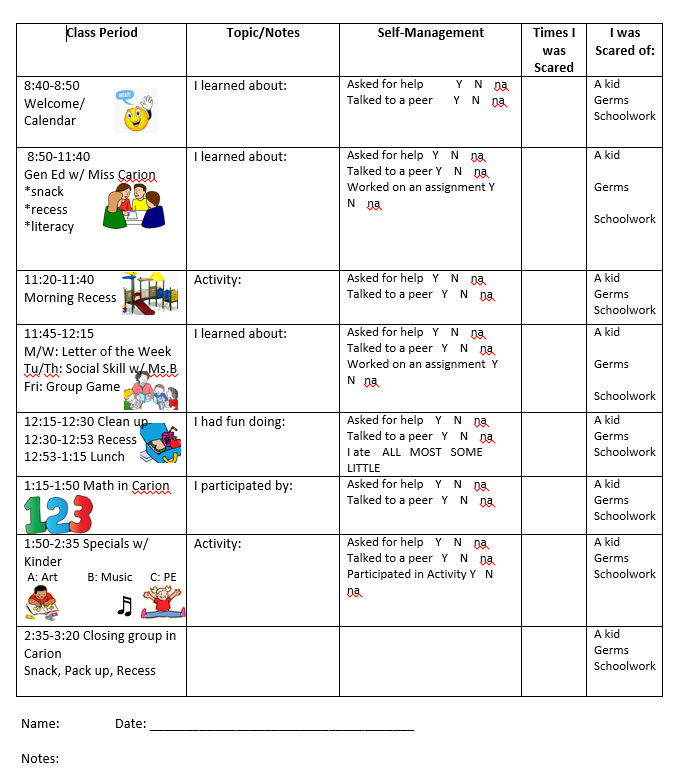 Class Period Topic/Notes Self-Management Times I was Scared I was Scared of:
8:40-8:50
Welcome/
Calendar
I learned about:
Asked for help Y N na
Talked to a peer Y N na
A kid
Germs
Schoolwork
8:50-11:40
Gen Ed w/ Miss Carion
*snack
*recess
*literacy
I learned about:
Asked for help Y N na
Talked to a peer Y N na
Worked on an assignment Y
N na
A kid
Germs
Schoolwork
11:20-11:40
Morning Recess
Activity:
Asked for help Y N na
Talked to a peer Y N na
A kid
Germs
Schoolwork
11:45-12:15
M/W: Letter of the Week
Tu/Th: Social Skill w/ Ms.B
Fri: Group Game
I learned about:
Asked for help Y N na
Talked to a peer Y N na
Worked on an assignment Y
N na
A kid
Germs
Schoolwork
12:15-12:30 Clean up
12:30-12:53 Recess
12:53-1:15 Lunch
I had fun doing:
Asked for help Y N na
Talked to a peer Y N na
I ate ALL MOST SOME
LITTLE
A kid
Germs
Schoolwork
1:15-1:50 Math in Carion
123
I participated by:
Asked for help Y N na
Talked to a peer Y N na
A kid
Germs
Schoolwork
1:50-2:35 Specials w/
Kinder
A: Art B: Music C: PE
Activity:
Asked for help Y N na
Talked to a peer Y N na
Participated in Activity Y N
na
A kid
Germs
Schoolwork
2:35-3:20 Closing group in
Carion
Snack, Pack up, Recess
A kid
Germs
Schoolwork
Name: Date: ______________________________________
Notes: